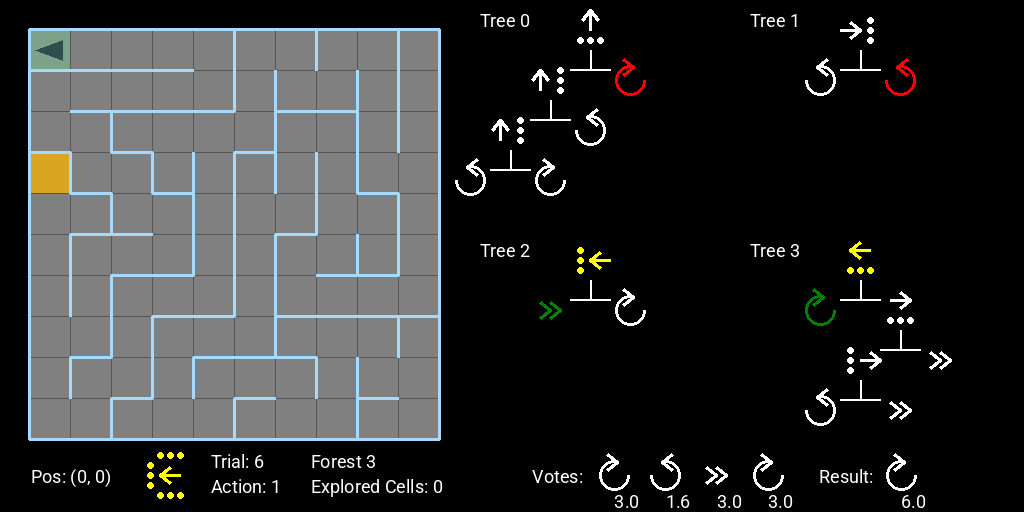 Tree 0
Tree 1
Tree 2
Tree 3
Pos: (0, 0)
Trial: 6
Action: 1
Forest 3
Explored Cells: 0
Votes:
3.0
1.6
3.0
3.0
Result:
6.0